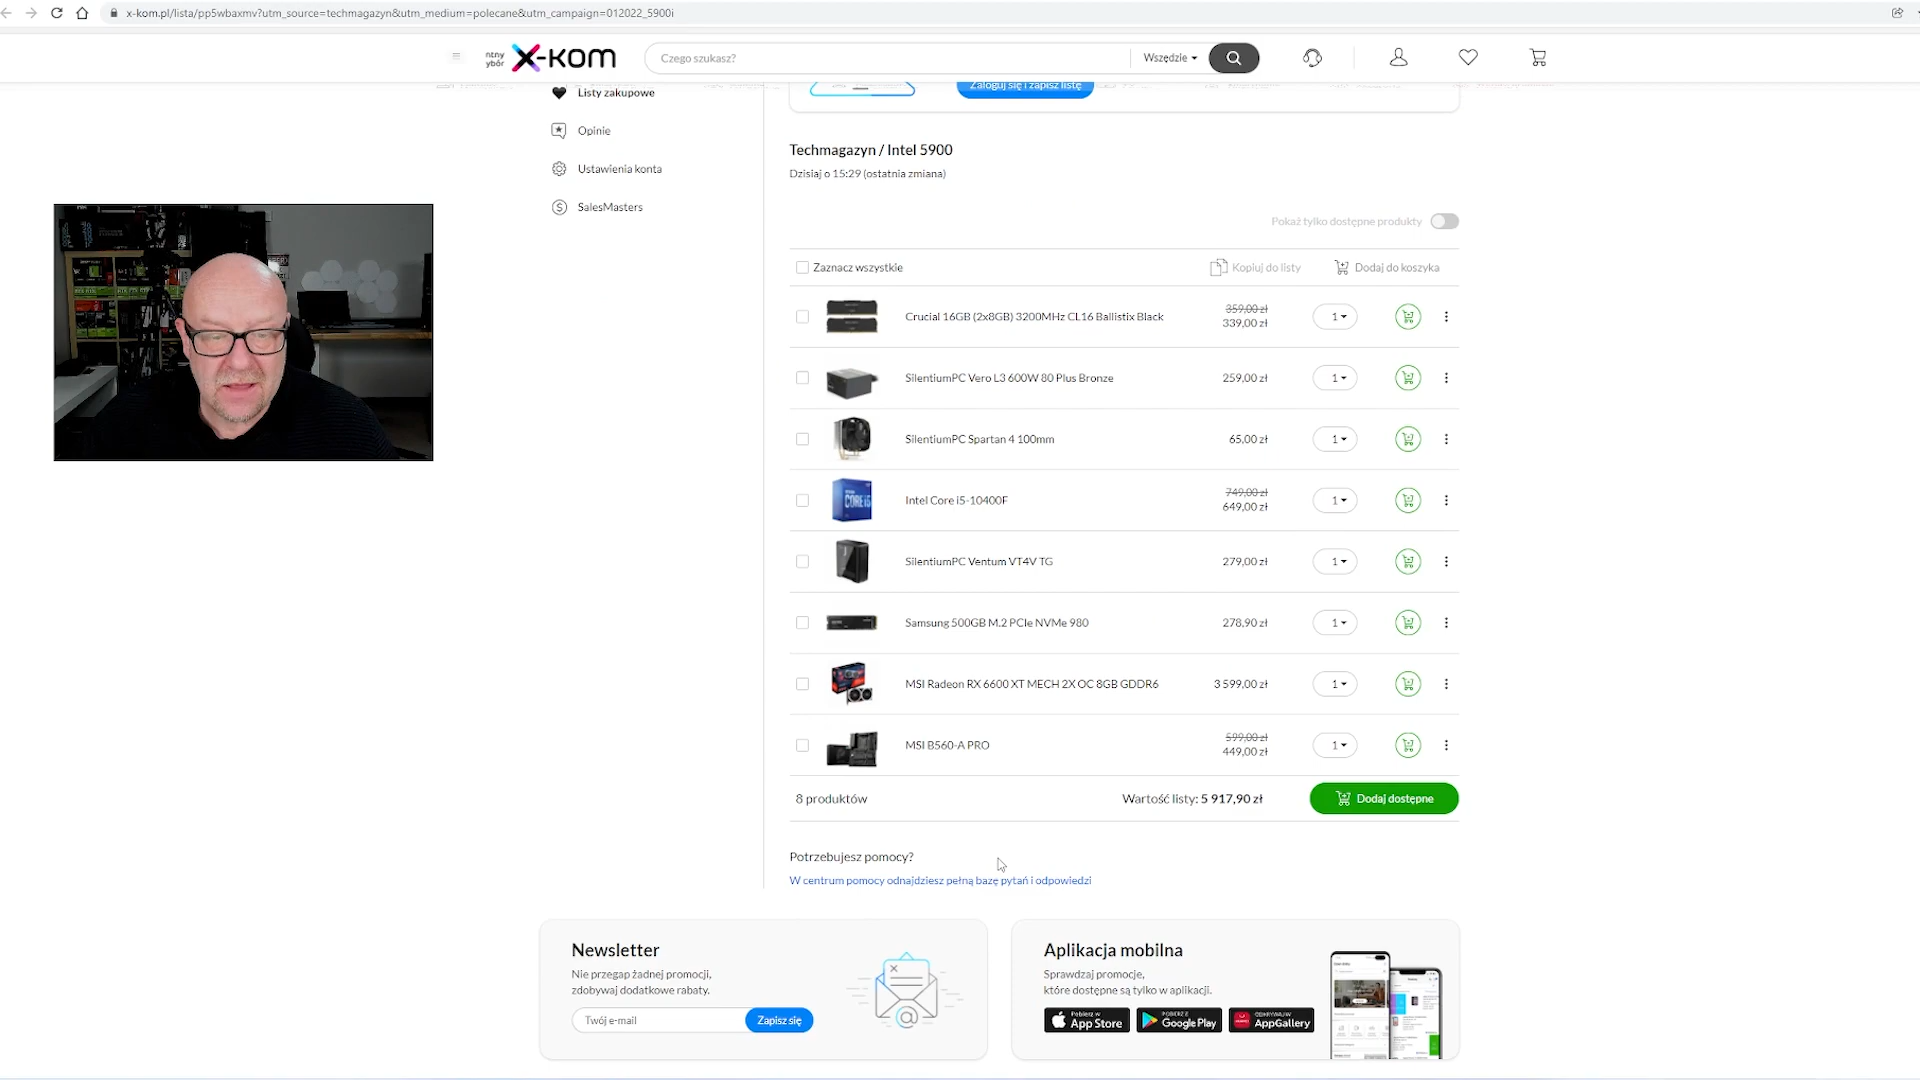 x-kom.pl/lista/pp5wbaxmv?utm_source=techmagazyn&utm_medium=polecane&utm_campaign=012022_5900i
ntny
ybór
x-kom
Czego szukasz?
Wszędzie
Listy zakupowe
Zaloguj się i zapisz listę
Opinie
Ustawienia konta
SalesMasters
Techmagazyn / Intel 5900
Dzisiaj o 15:29 (ostatnia zmiana)
Pokaż tylko dostępne produkty
Zaznacz wszystkie
Kopiuj do listy
Dodaj do koszyka
Crucial 16GB (2x8GB) 3200MHz CL16 Ballistix Black
359,00 zł
339,00 zł
1
SilentiumPC Vero L3 600W 80 Plus Bronze
259,00 zł
1
SilentiumPC Spartan 4 100mm
65,00 zł
1
Intel Core i5-10400F
749,00 zł
649,00 zł
1
SilentiumPC Ventum VT4V TG
279,00 zł
1
Samsung 500GB M.2 PCIe NVMe 980
278,90 zł
1
MSI Radeon RX 6600 XT MECH 2X OC 8GB GDDR6
3 599,00 zł
1
MSI B560-A PRO
599,00 zł
449,00 zł
1
8 produktów
Wartość listy: 5 917,90 zł
Dodaj dostępne
Potrzebujesz pomocy?
W centrum pomocy odnajdziesz pełną bazę pytań i odpowiedzi
Newsletter
Nie przegap żadnej promocji,
zdobywaj dodatkowe rabaty.
Twój e-mail
Zapisz się
Aplikacja mobilna
Sprawdzaj promocje,
które dostępne są tylko w aplikacji.
Pobierz w
App Store
POBIERZ Z
Google Play
ODKRYWAJ W
AppGallery